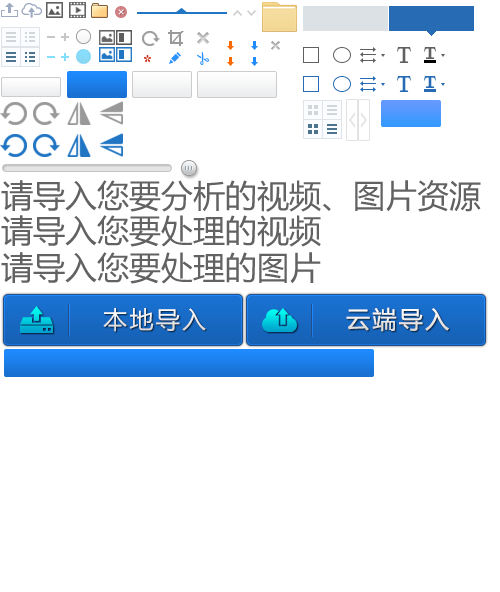 T T
T T
请导入您要分析的视频、图片资源
请导入您要处理的视频
请导入您要处理的图片
本地导入 云端导入